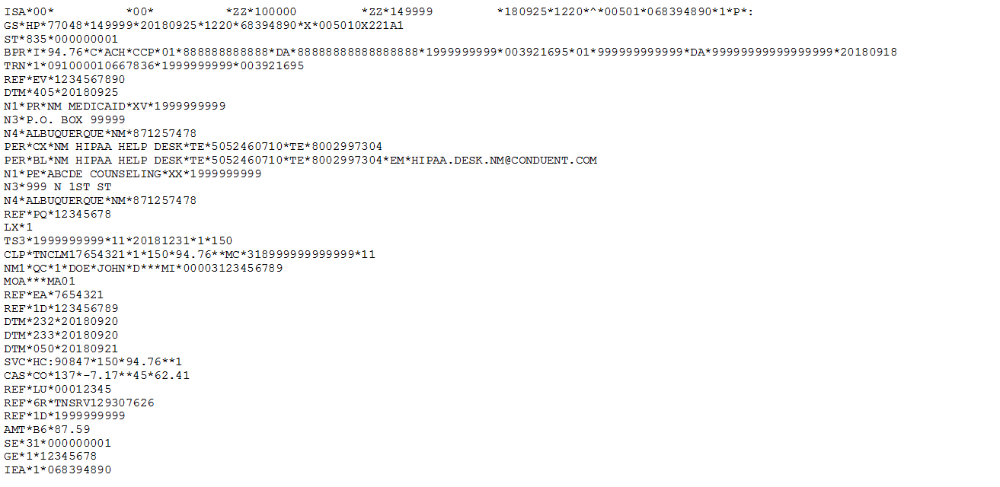 ISA*00*          *00*          *ZZ*100000         *ZZ*149999         *180925*1220*^*00501*068394890*1*P*:
GS*HP*77048*149999*20180925*1220*68394890*X*005010X221A1
ST*835*000000001
BPR*I*94.76*C*ACH*CCP*01*888888888888*DA*88888888888888888*1999999999*003921695*01*999999999999*DA*99999999999999999*20180918
TRN*1*091000010667836*1999999999*003921695
REF*EV*1234567890
DTM*405*20180925
N1*PR*NM MEDICAID*XV*1999999999
N3*P.O. BOX 99999
N4*ALBUQUERQUE*NM*871257478
PER*CX*NM HIPAA HELP DESK*TE*5052460710*TE*8002997304
PER*BL*NM HIPAA HELP DESK*TE*5052460710*TE*8002997304*EM*HIPAA.DESK.NM@CONDUENT.COM
N1*PE*ABCDE COUNSELING*XX*1999999999
N3*999 N 1ST ST
N4*ALBUQUERQUE*NM*871257478
REF*PQ*12345678
LX*1
TS3*1999999999*11*20181231*1*150
CLP*TNCLM17654321*1*150*94.76**MC*318999999999999*11
NM1*QC*1*DOE*JOHN*D***MI*00003123456789
MOA***MA01
REF*EA*7654321
REF*1D*123456789
DTM*232*20180920
DTM*233*20180920
DTM*050*20180921
SVC*HC:90847*150*94.76**1
CAS*CO*137*-7.17**45*62.41
REF*LU*00012345
REF*6R*TNSRV129307626
REF*1D*1999999999
AMT*B6*87.59
SE*31*000000001
GE*1*12345678
IEA*1*068394890